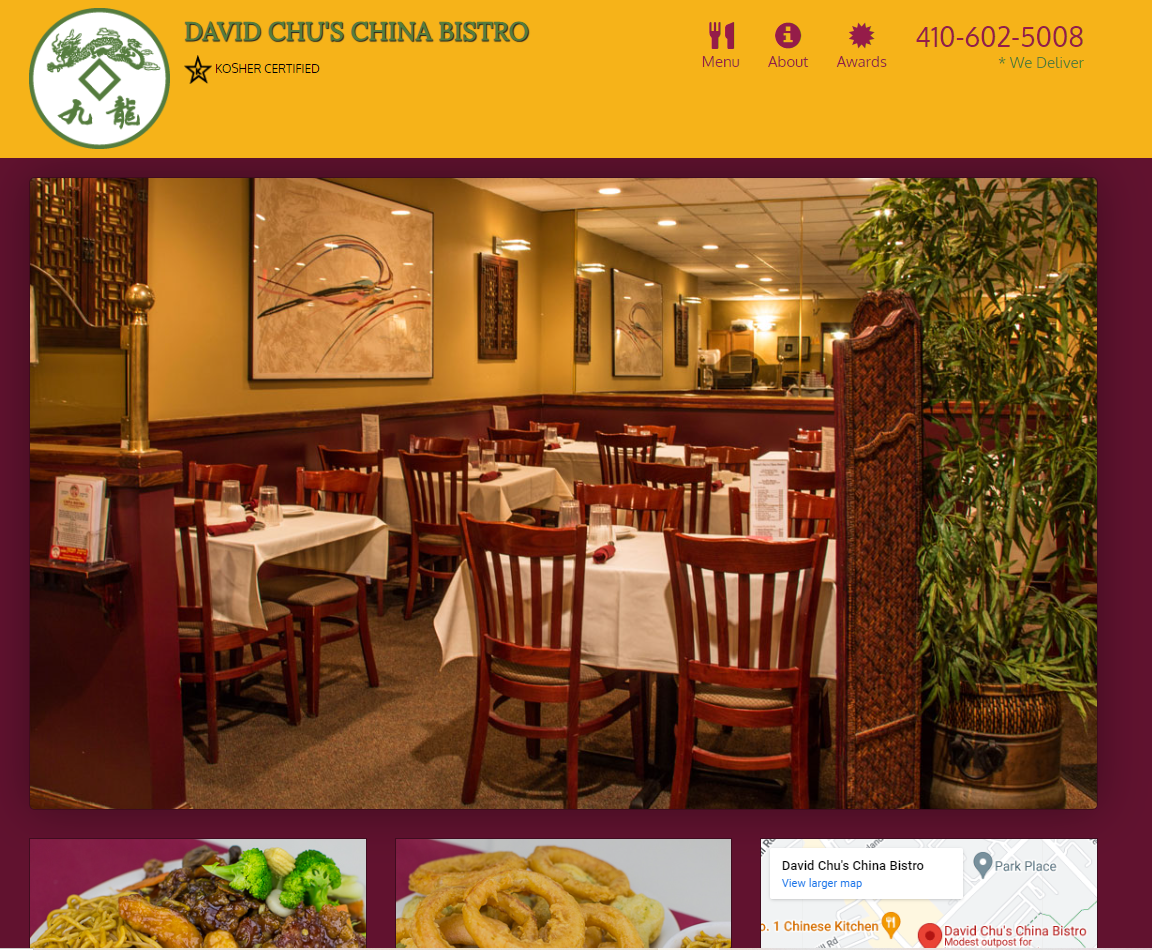 DAVID CHU'S CHINA BISTRO
KOSHER CERTIFIED
K
九龍
Menu
About
Awards
410-602-5008
* We Deliver
David Chu's China Bistro
View larger map
Park Place
1 Chinese Kitchen
David Chu's China Bistro
Modest outpost for
Rd